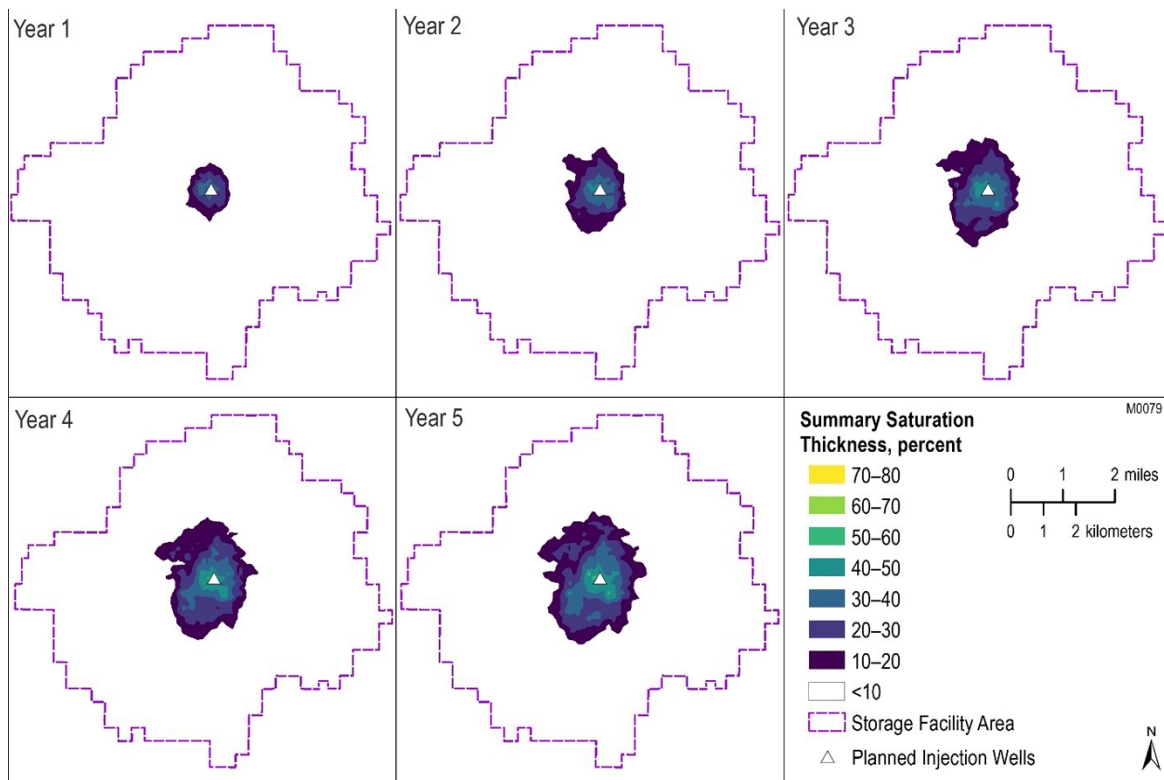 Year 1
Year 2
Year 3
Year 4
Year 5
M0079
Summary Saturation
Thickness, percent
70–80
60–70
50–60
40–50
30–40
20–30
10–20
<10
Storage Facility Area
Planned Injection Wells
0 1 2 miles
0 1 2 kilometers
N